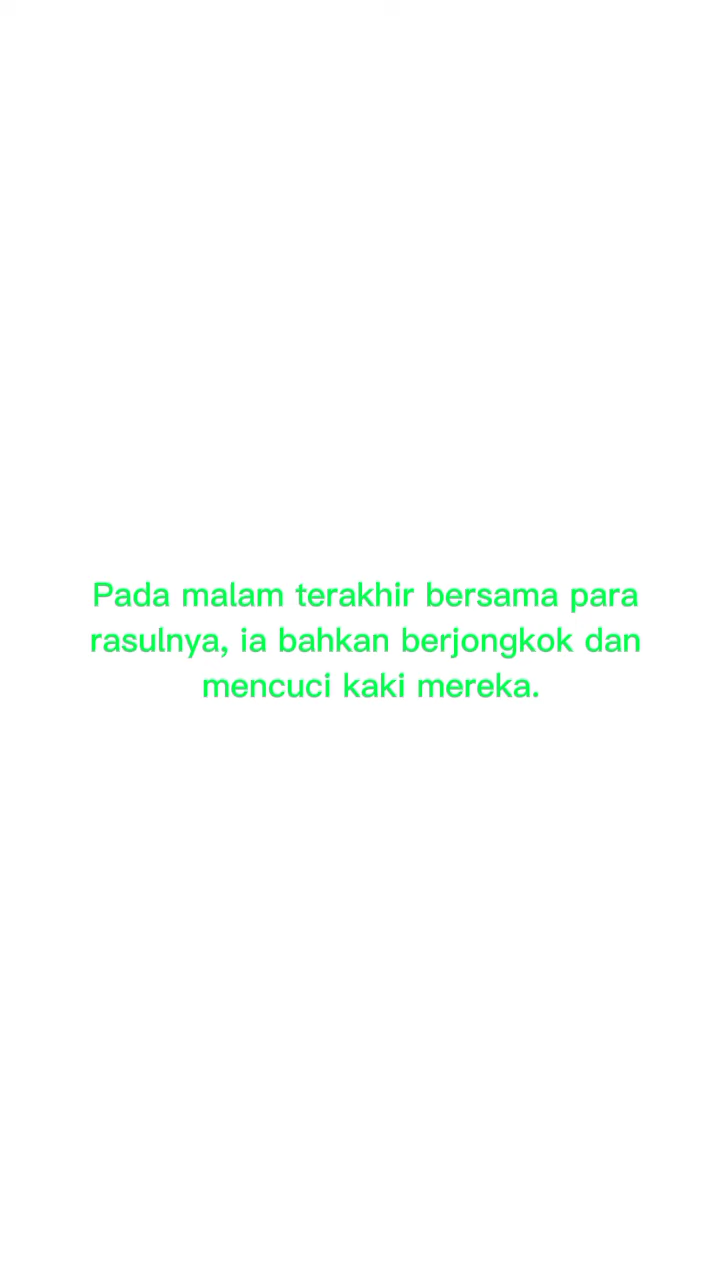 Pada malam terakhir bersama para
rasulnya, ia bahkan berjongkok dan
mencuci kaki mereka.